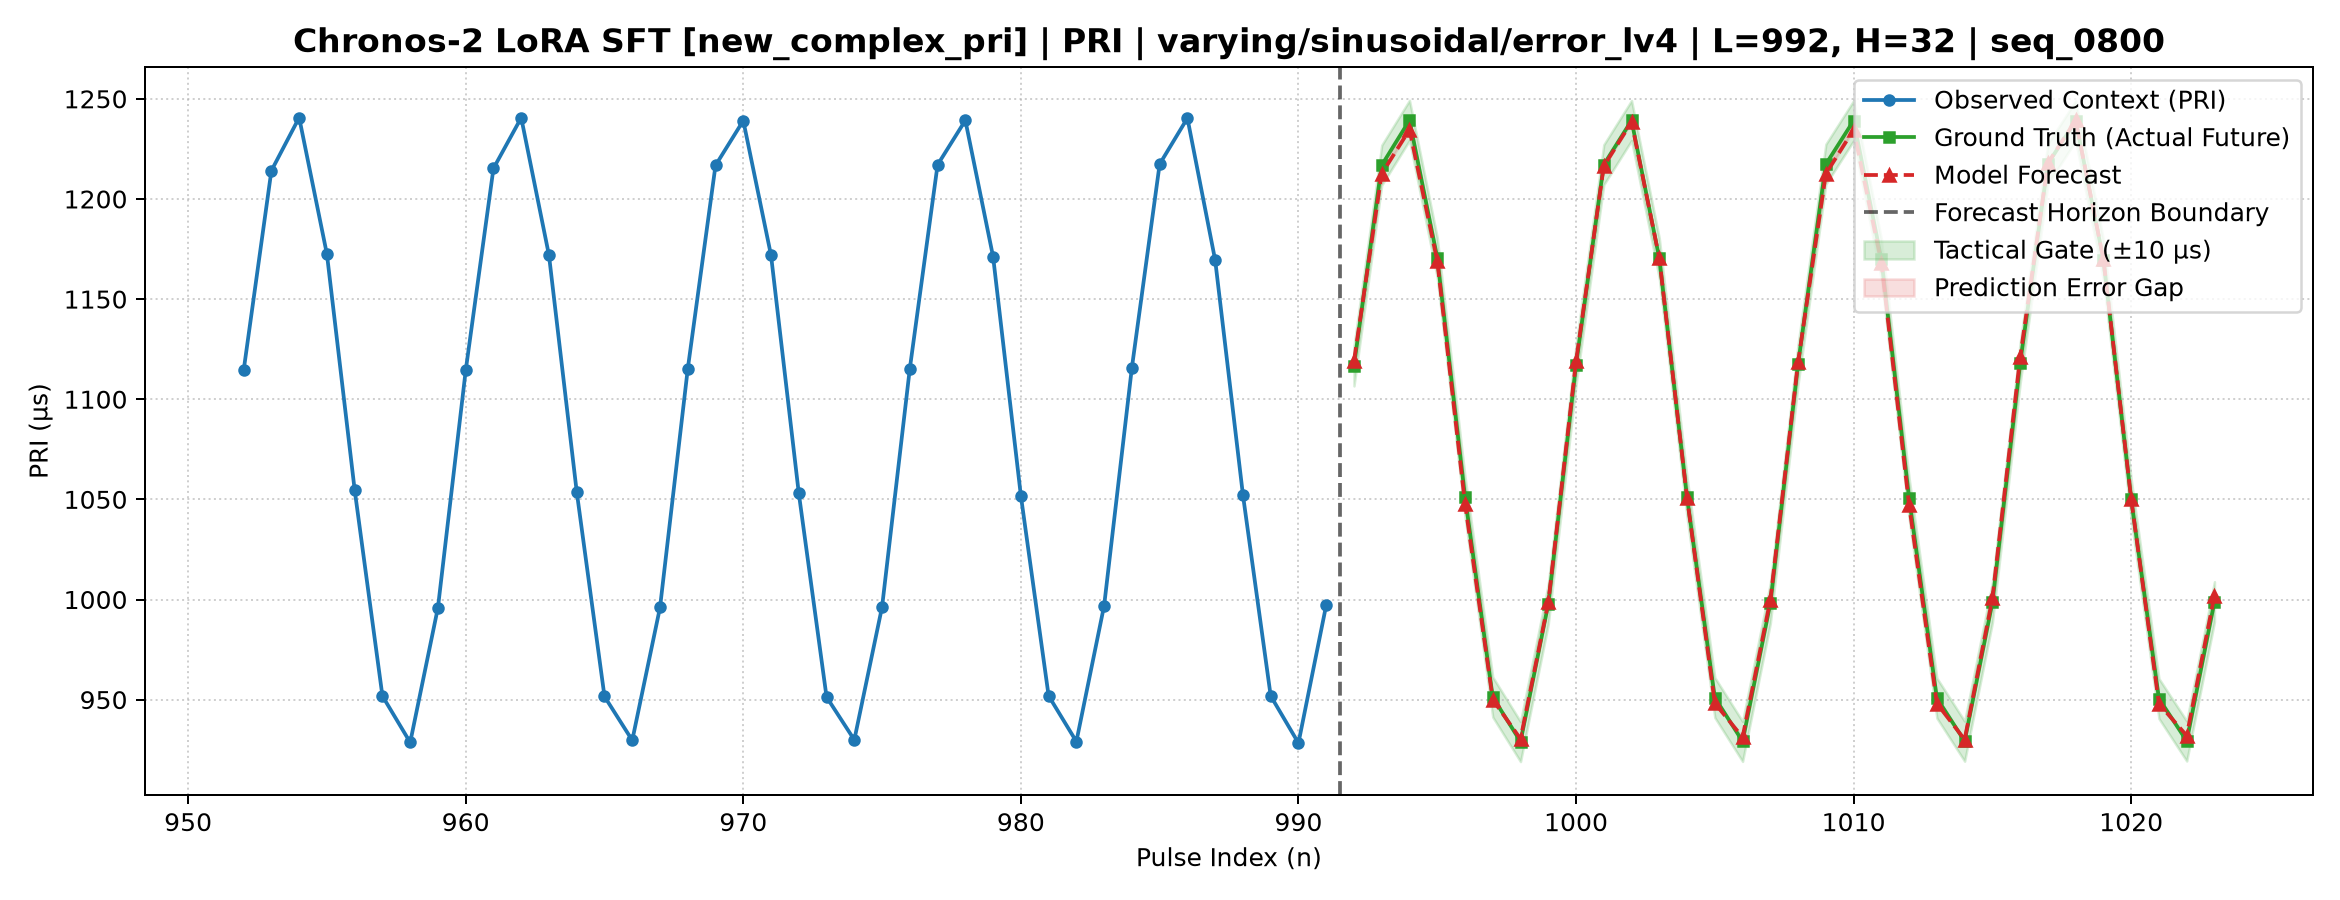 Chronos-2 LoRA SFT [new_complex_pri] | PRI | varying/sinusoidal/error_lv4 | L=992, H=32 | seq_0800
Observed Context (PRI)
Ground Truth (Actual Future)
Model Forecast
Forecast Horizon Boundary
Tactical Gate (±10 µs)
Prediction Error Gap
PRI (µs)
1250
1200
1150
1100
1050
1000
950
950 960 970 980 990 1000 1010 1020
Pulse Index (n)